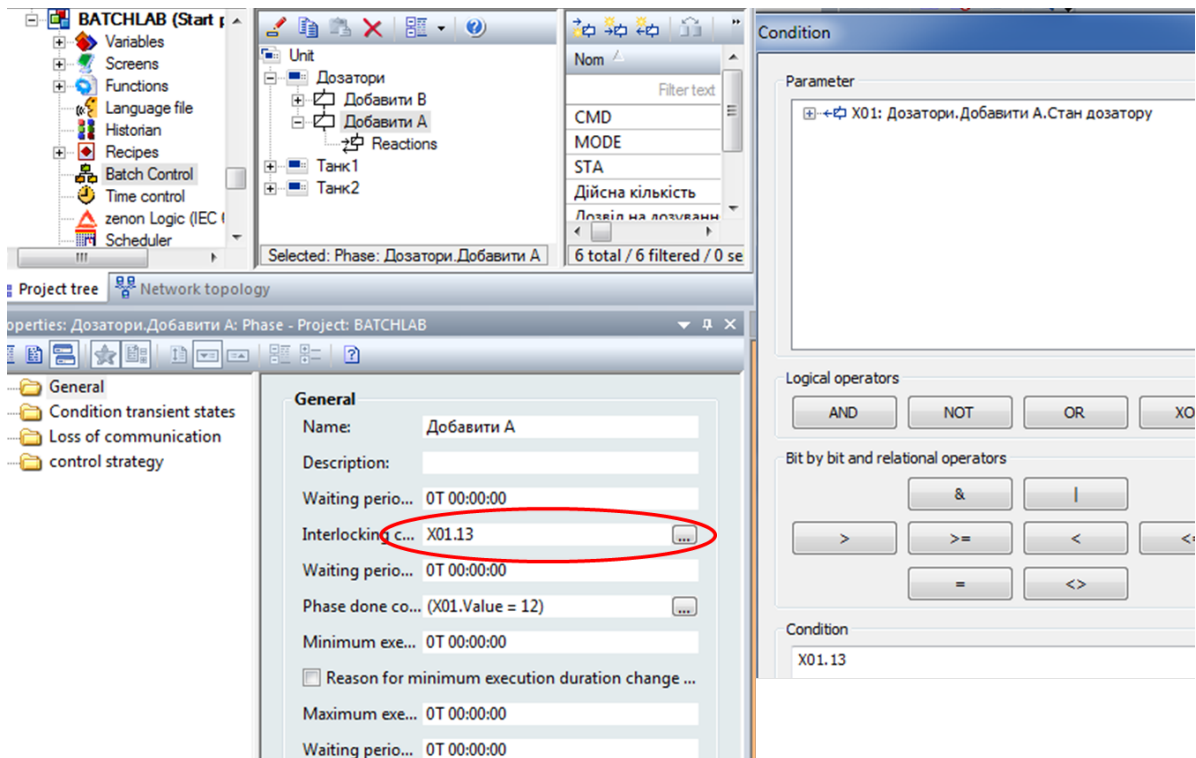 BATCHLAB (Start p
Variables
Screens
Functions
Language file
Historian
Recipes
Batch Control
Time control
zenon Logic (IEC 6
Scheduler
Unit
Дозатори
Добавити B
Добавити A
Reactions
Танк1
Танк2
Selected: Phase: Дозатори.Добавити A
Nom
Filter text
CMD
MODE
STA
Дійсна кількість
Дозвіл на дозуванн
6 total / 6 filtered / 0 se
Project tree
Network topology
operties: Дозатори.Добавити A: Phase - Project: BATCHLAB
General
Condition transient states
Loss of communication
control strategy
General
Name: Добавити A
Description:
Waiting perio... 0T 00:00:00
Interlocking c... X01.13 ...
Waiting perio... 0T 00:00:00
Phase done co... (X01.Value = 12) ...
Minimum exe... 0T 00:00:00
Reason for minimum execution duration change ...
Maximum exe... 0T 00:00:00
Waiting perio... 0T 00:00:00
Condition
Parameter
X01: Дозатори.Добавити A.Стан дозатору
Logical operators
AND NOT OR XO
Bit by bit and relational operators
& |
> >= < <=
= <>
Condition
X01.13